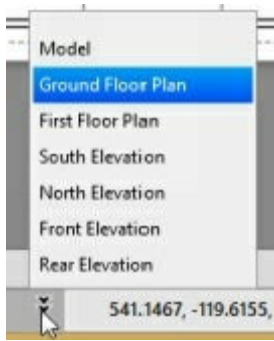 Model
Ground Floor Plan
First Floor Plan
South Elevation
North Elevation
Front Elevation
Rear Elevation
541.1467, -119.6155,